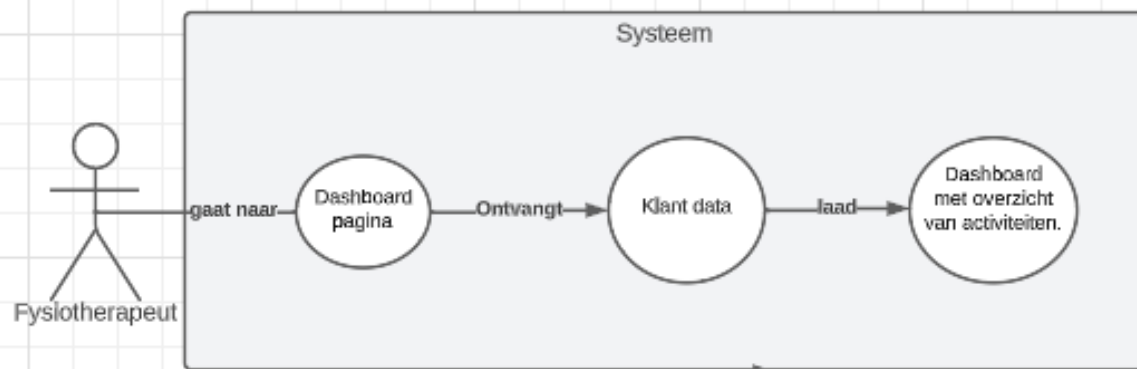 Systeem
gaat naar
Dashboard
pagina
Ontvangt
Klant data
laad
Dashboard
met overzicht
van activiteiten.
Fysiotherapeut